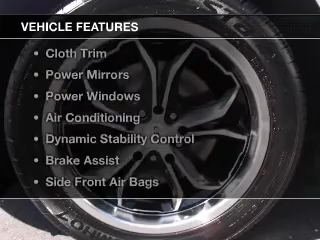 VEHICLE FEATURES
• Cloth Trim
• Power Mirrors
• Power Windows
• Air Conditioning
• Dynamic Stability Control
• Brake Assist
• Side Front Air Bags